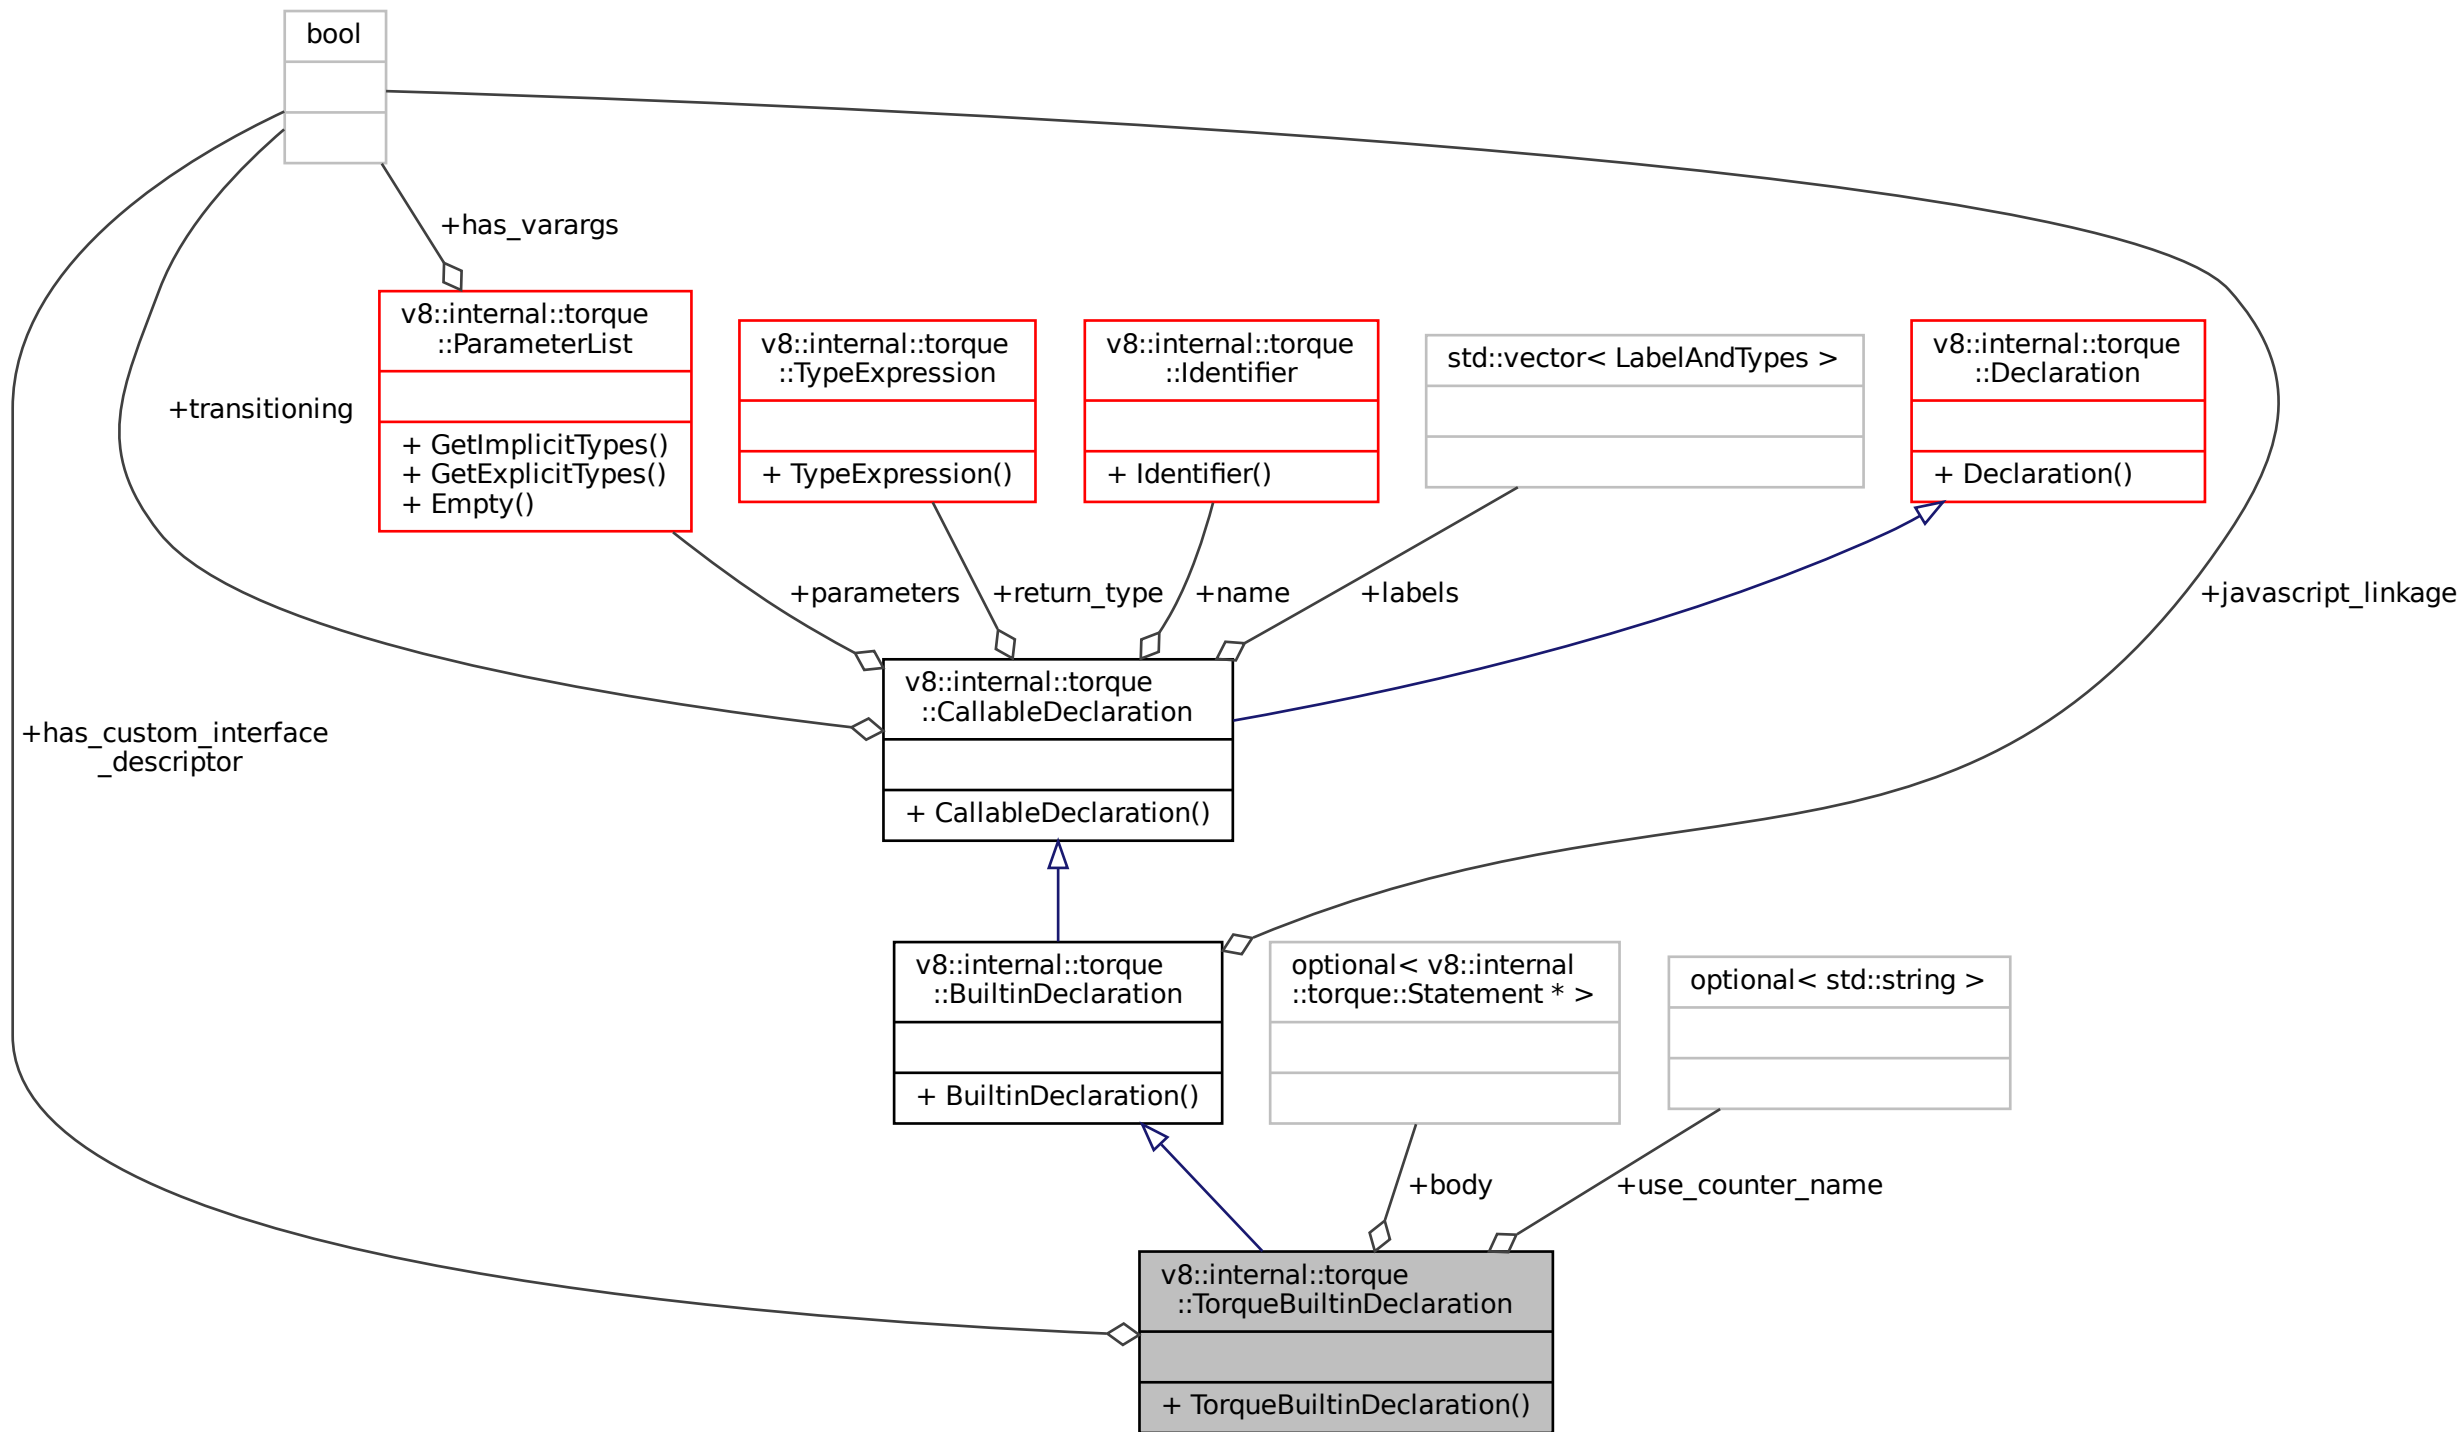 bool
+has_varargs
v8::internal::torque
::ParameterList
+ GetImplicitTypes()
+ GetExplicitTypes()
+ Empty()
v8::internal::torque
::TypeExpression
+ TypeExpression()
v8::internal::torque
::Identifier
+ Identifier()
std::vector< LabelAndTypes >
v8::internal::torque
::Declaration
+ Declaration()
+transitioning
+parameters
+return_type
+name
+labels
+javascript_linkage
v8::internal::torque
::CallableDeclaration
+ CallableDeclaration()
+has_custom_interface
_descriptor
v8::internal::torque
::BuiltinDeclaration
+ BuiltinDeclaration()
optional< v8::internal
::torque::Statement * >
optional< std::string >
+body
+use_counter_name
v8::internal::torque
::TorqueBuiltinDeclaration
+ TorqueBuiltinDeclaration()